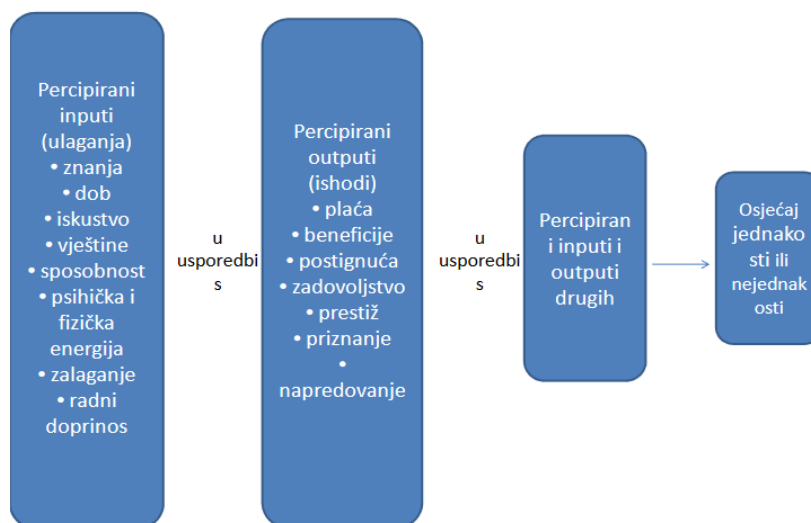 Percipirani
inputi
(ulaganja)
• znanja
• dob
• iskustvo
• vještine
• sposobnost
• psihička i
fizička
energija
• zalaganje
• radni
doprinos
u
usporedbi
s
Percipirani
outputi
(ishodi)
• plaća
• beneficije
• postignuća
• zadovoljstvo
• prestiž
• priznanje
•
napredovanje
u
usporedbi
s
Percipiran
i inputi i
outputi
drugih
Osjećaj
jednako
sti ili
nejednak
osti